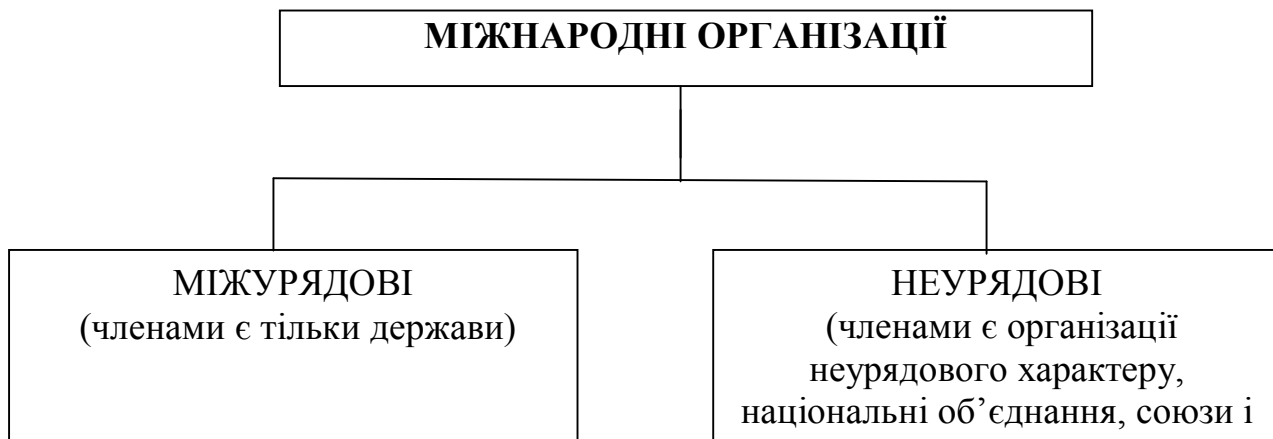 МІЖНАРОДНІ ОРГАНІЗАЦІЇ
МІЖУРЯДОВІ
(членами є тільки держави)
НЕУРЯДОВІ
(членами є організації
неурядового характеру,
національні об’єднання, союзи і